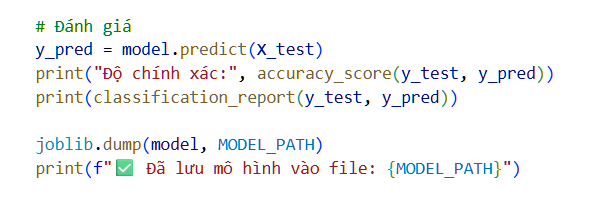 # Đánh giá
y_pred = model.predict(X_test)
print("Độ chính xác:", accuracy_score(y_test, y_pred))
print(classification_report(y_test, y_pred))

joblib.dump(model, MODEL_PATH)
print(f"✅ Đã lưu mô hình vào file: {MODEL_PATH}")